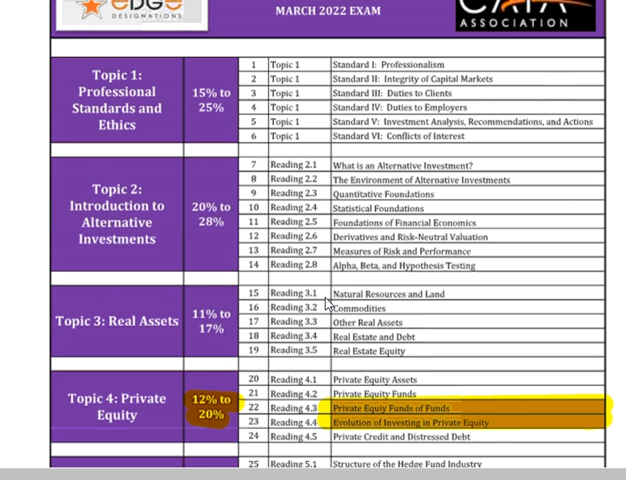 EDGE
DESIGNATIONS
MARCH 2022 EXAM
CAIA
ASSOCIATION
Topic 1:
Professional
Standards and
Ethics
15% to
25%
1 Topic 1 Standard I: Professionalism
2 Topic 1 Standard II: Integrity of Capital Markets
3 Topic 1 Standard III: Duties to Clients
4 Topic 1 Standard IV: Duties to Employers
5 Topic 1 Standard V: Investment Analysis, Recommendations, and Actions
6 Topic 1 Standard VI: Conflicts of Interest
Topic 2:
Introduction to
Alternative
Investments
20% to
28%
7 Reading 2.1 What is an Alternative Investment?
8 Reading 2.2 The Environment of Alternative Investments
9 Reading 2.3 Quantitative Foundations
10 Reading 2.4 Statistical Foundations
11 Reading 2.5 Foundations of Financial Economics
12 Reading 2.6 Derivatives and Risk-Neutral Valuation
13 Reading 2.7 Measures of Risk and Performance
14 Reading 2.8 Alpha, Beta, and Hypothesis Testing
Topic 3: Real Assets
11% to
17%
15 Reading 3.1 Natural Resources and Land
16 Reading 3.2 Commodities
17 Reading 3.3 Other Real Assets
18 Reading 3.4 Real Estate and Debt
19 Reading 3.5 Real Estate Equity
Topic 4: Private
Equity
12% to
20%
20 Reading 4.1 Private Equity Assets
21 Reading 4.2 Private Equity Funds
22 Reading 4.3 Private Equiy Funds of Funds
23 Reading 4.4 Evolution of Investing in Private Equity
24 Reading 4.5 Private Credit and Distressed Debt
25 Reading 5.1 Structure of the Hedge Fund Industry